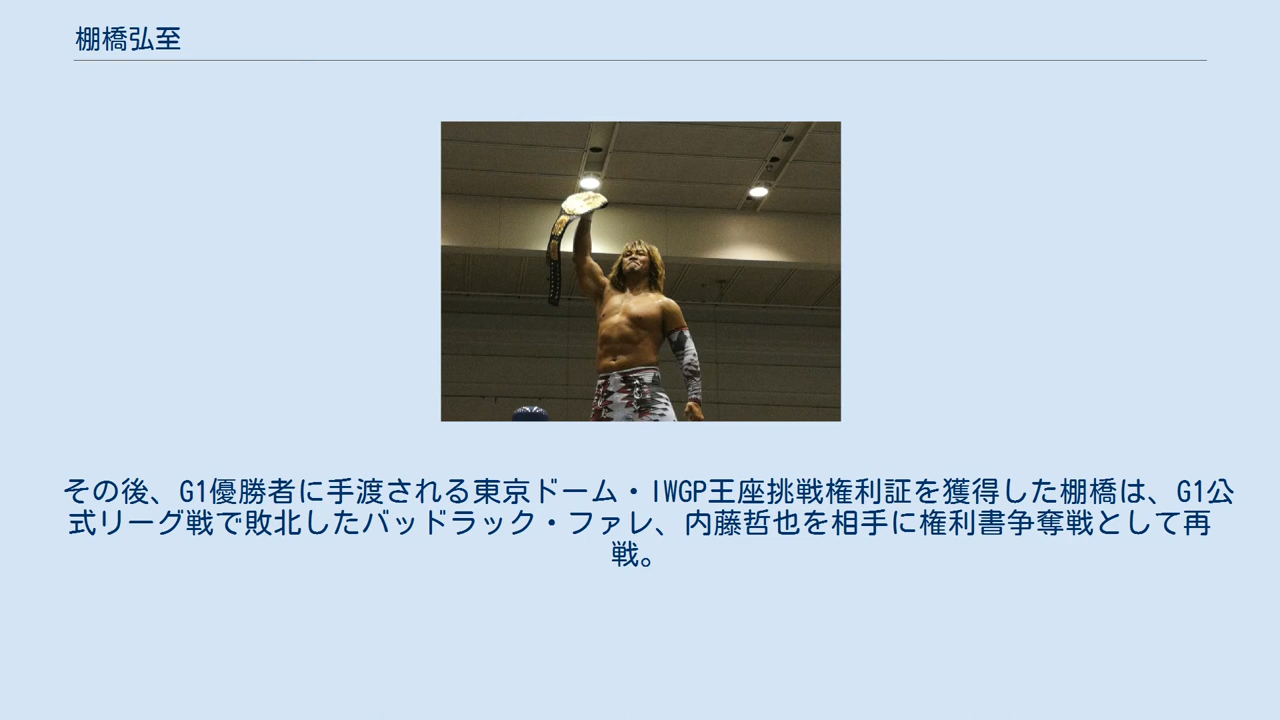 棚橋弘至
その後、G1優勝者に手渡される東京ドーム・IWGP王座挑戦権利証を獲得した棚橋は、G1公
式リーグ戦で敗北したバッドラック・ファレ、内藤哲也を相手に権利書争奪戦として再
戦。